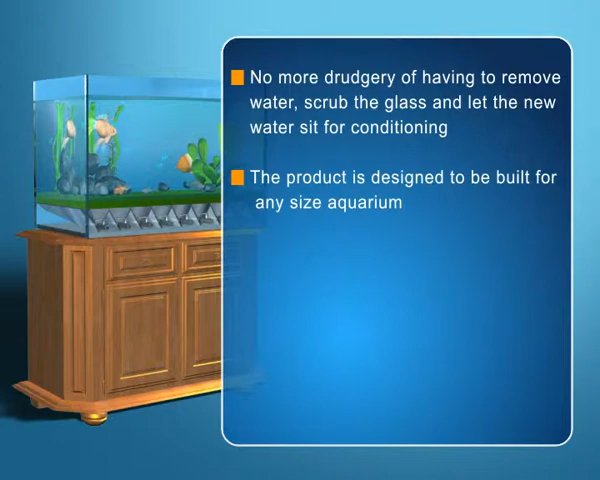 No more drudgery of having to remove
water, scrub the glass and let the new
water sit for conditioning
The product is designed to be built for
any size aquarium